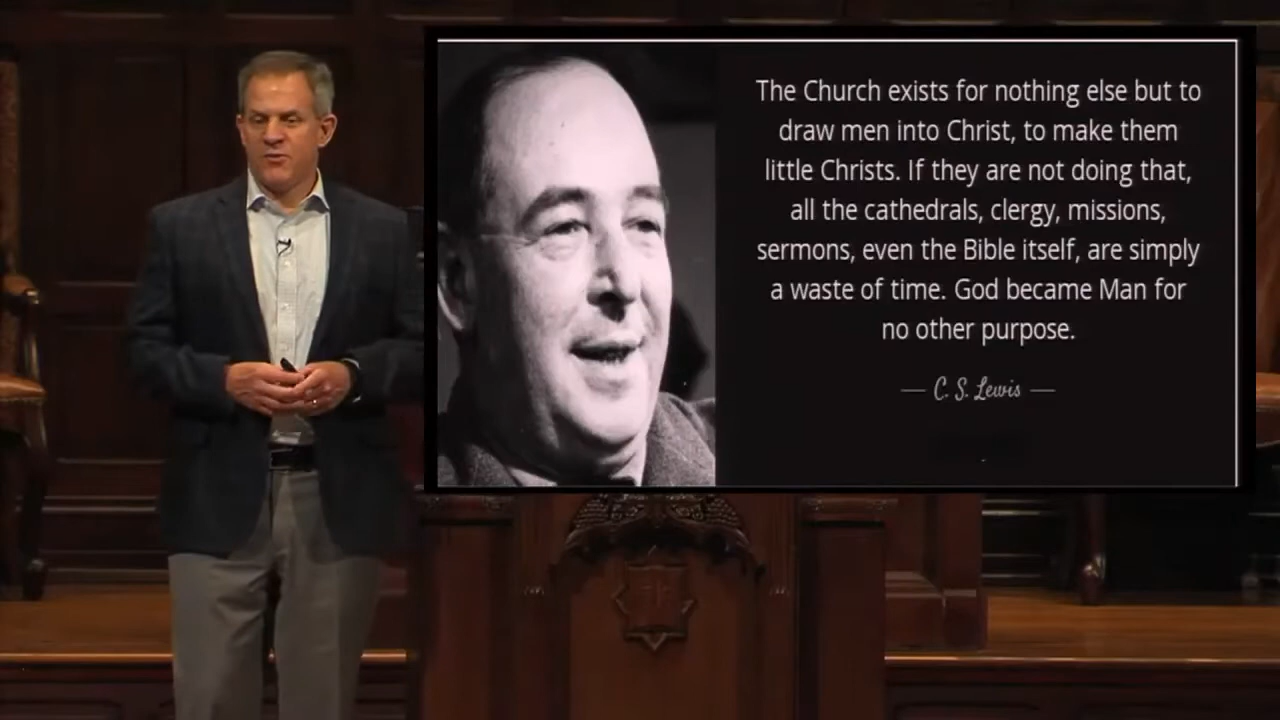 The Church exists for nothing else but to
draw men into Christ, to make them
little Christs. If they are not doing that,
all the cathedrals, clergy, missions,
sermons, even the Bible itself, are simply
a waste of time. God became Man for
no other purpose.
— C. S. Lewis —